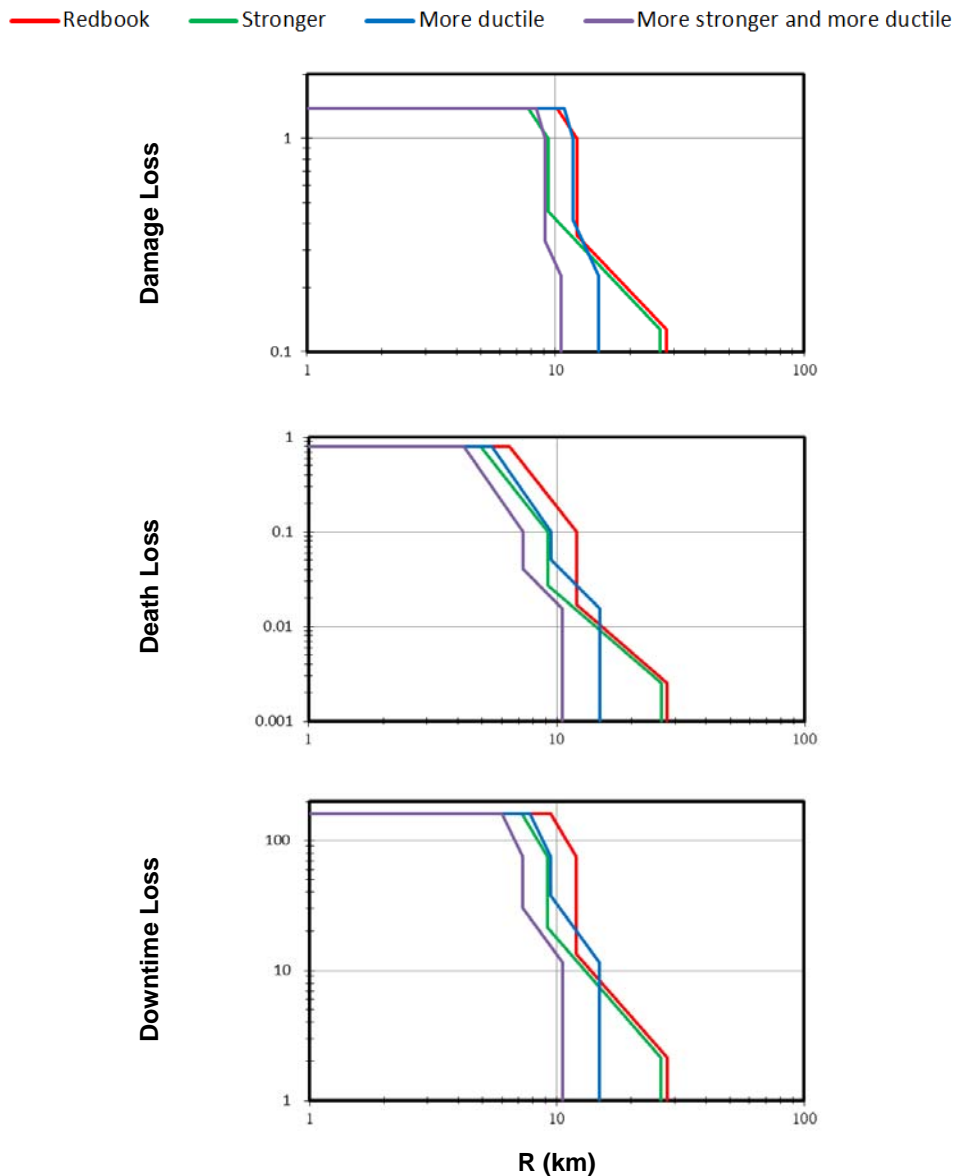 Redbook Stronger More ductile More stronger and more ductile
Damage Loss
1
0.1
1 10 100
Death Loss
1
0.1
0.01
0.001
1 10 100
Downtime Loss
100
10
1
1 10 100
R (km)